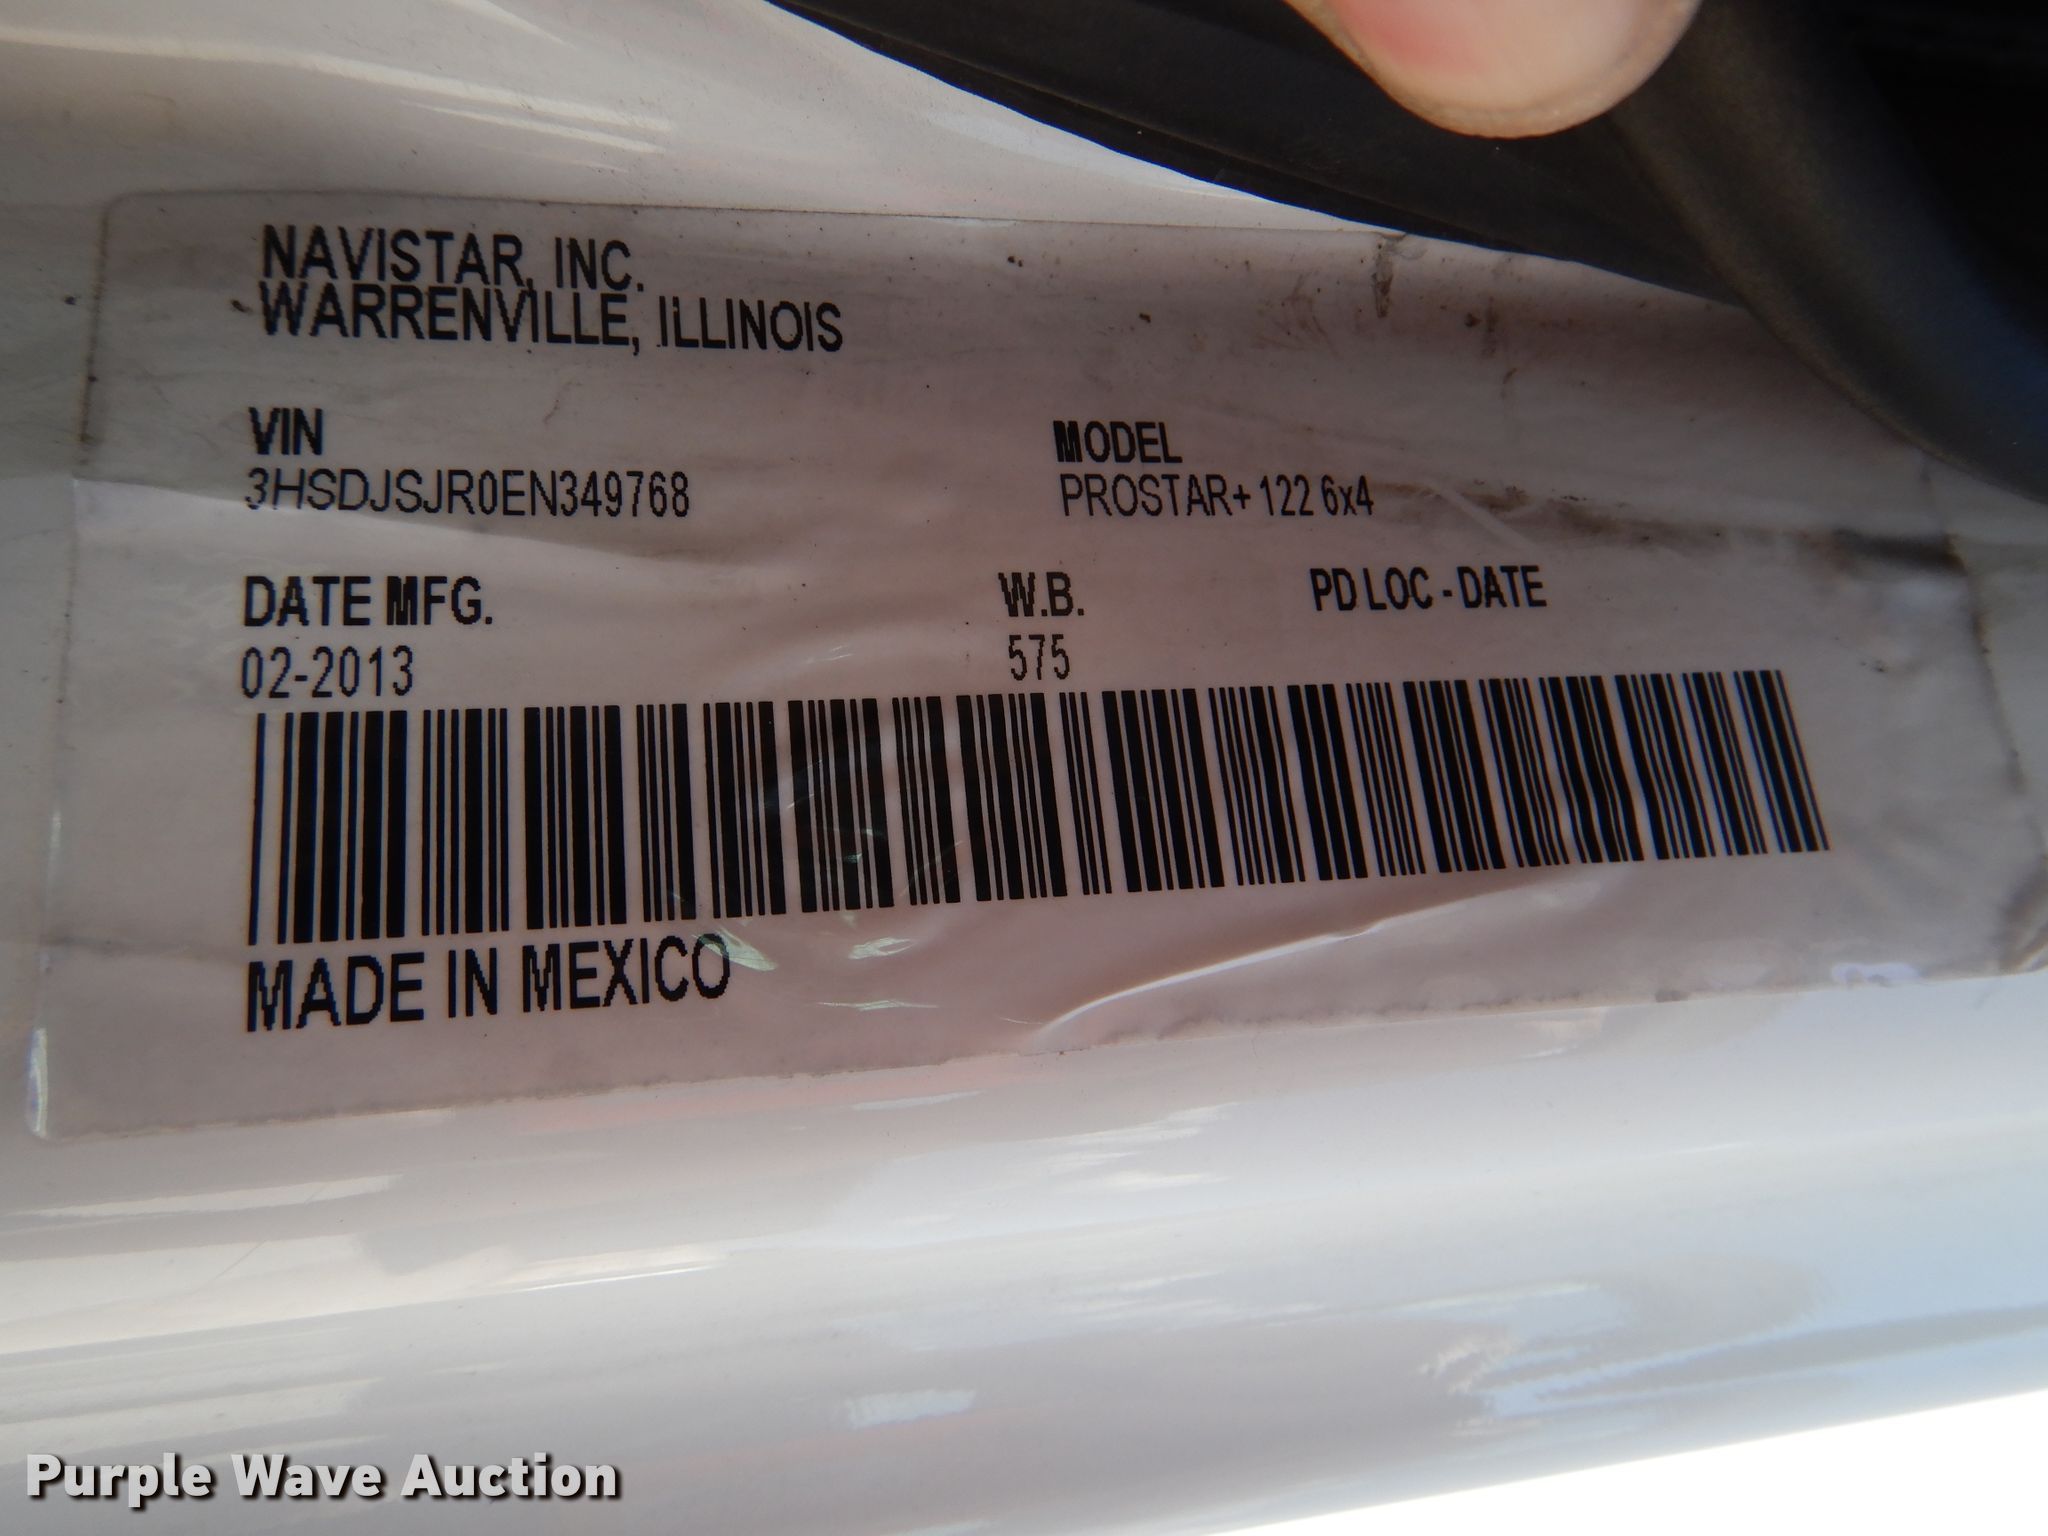 NAVISTAR, INC.
WARRENVILLE, ILLINOIS
VIN
3HSDJSJR0EN349768
MODEL
PROSTAR+ 122 6x4
DATE MFG.
02-2013
W.B.
575
PD LOC - DATE
MADE IN MEXICO
Purple Wave Auction